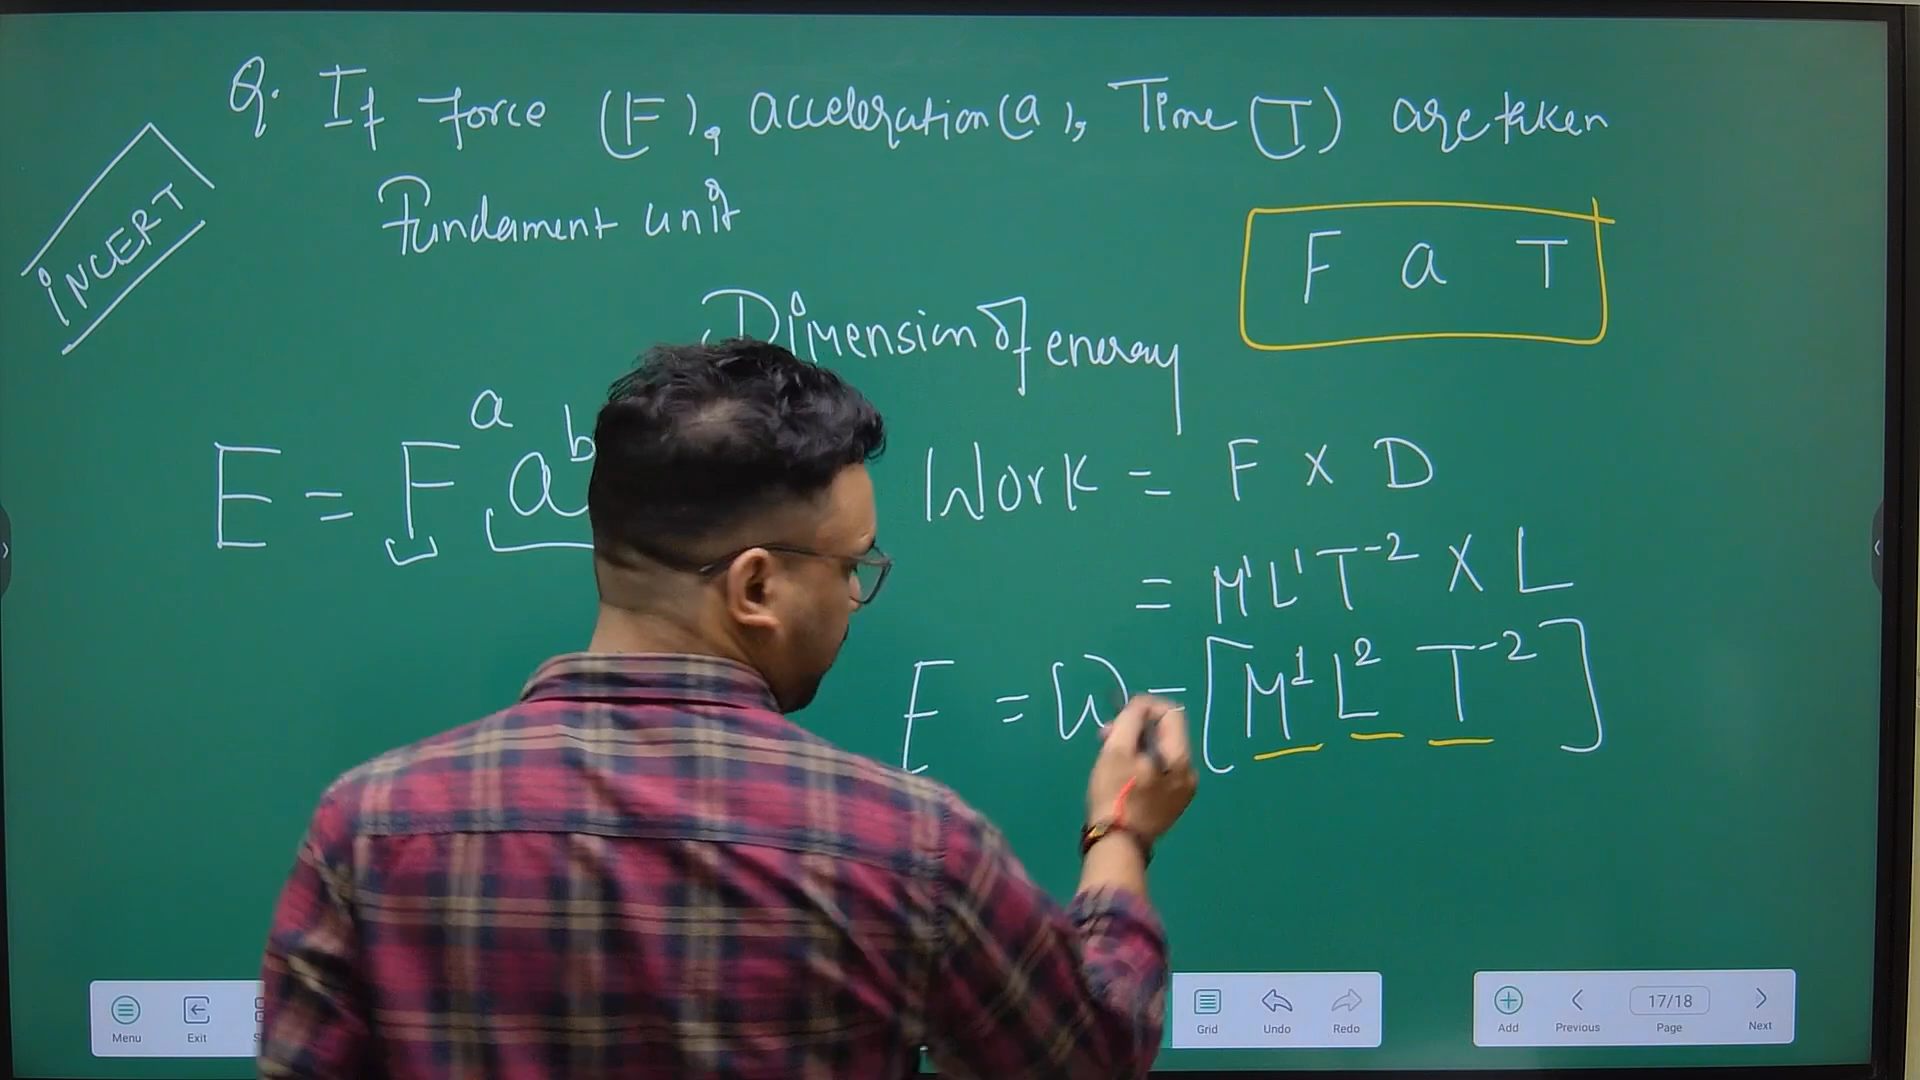 Q. If force (F), acceleration (a), Time (T) are taken
Fundament unit
iNCERT
F a T
Dimension of energy
E = F^a a^b
Work = F x D
= M^1 L^1 T^-2 x L
E = W = [M^1 L^2 T^-2]
Menu
Exit
Grid
Undo
Redo
Add
Previous
17/18
Page
Next